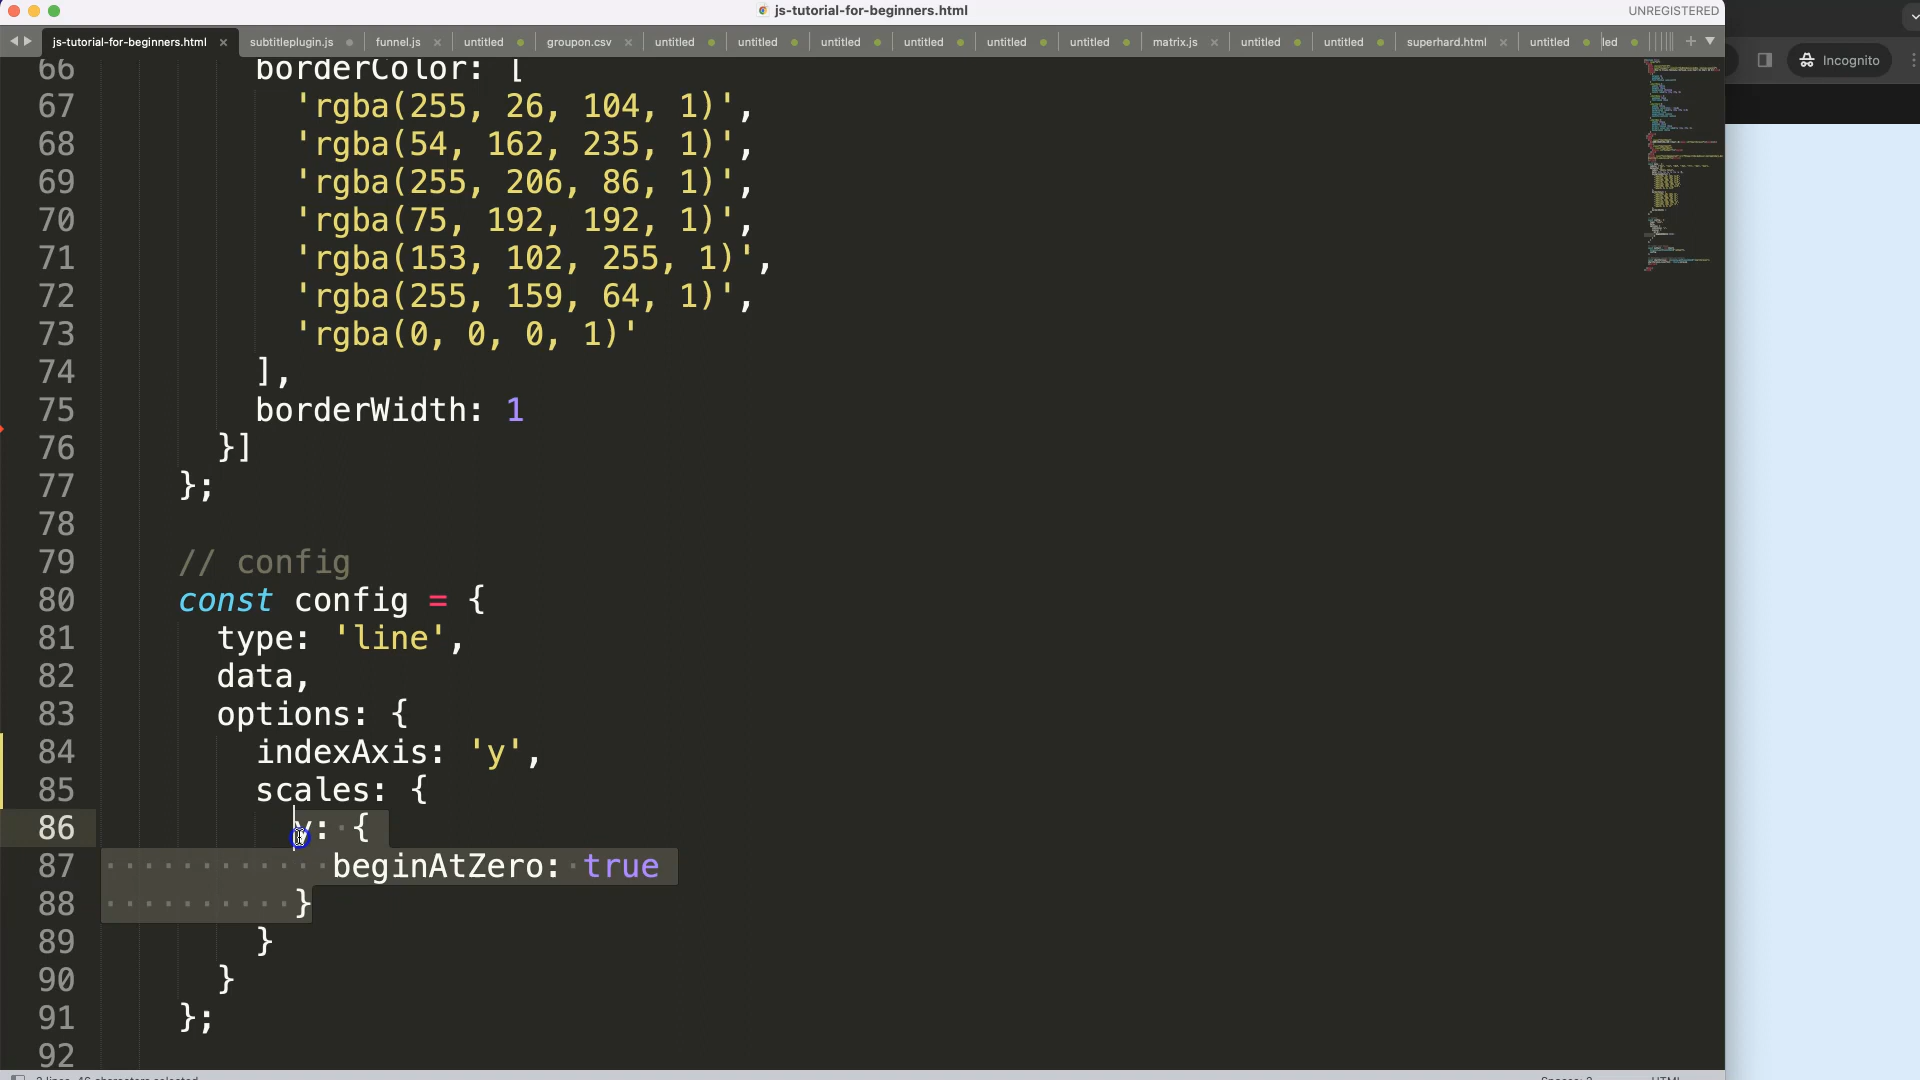 js-tutorial-for-beginners.html
UNREGISTERED
js-tutorial-for-beginners.html subtitleplugin.js funnel.js untitled groupon.csv untitled untitled untitled untitled untitled untitled matrix.js untitled untitled superhard.html untitled led
Incognito
66 borderColor: [
67 'rgba(255, 26, 104, 1)',
68 'rgba(54, 162, 235, 1)',
69 'rgba(255, 206, 86, 1)',
70 'rgba(75, 192, 192, 1)',
71 'rgba(153, 102, 255, 1)',
72 'rgba(255, 159, 64, 1)',
73 'rgba(0, 0, 0, 1)'
74 ],
75 borderWidth: 1
76 }]
77 };
78
79 // config
80 const config = {
81 type: 'line',
82 data,
83 options: {
84 indexAxis: 'y',
85 scales: {
86 y: {
87 beginAtZero: true
88 }
89 }
90 }
91 };
92